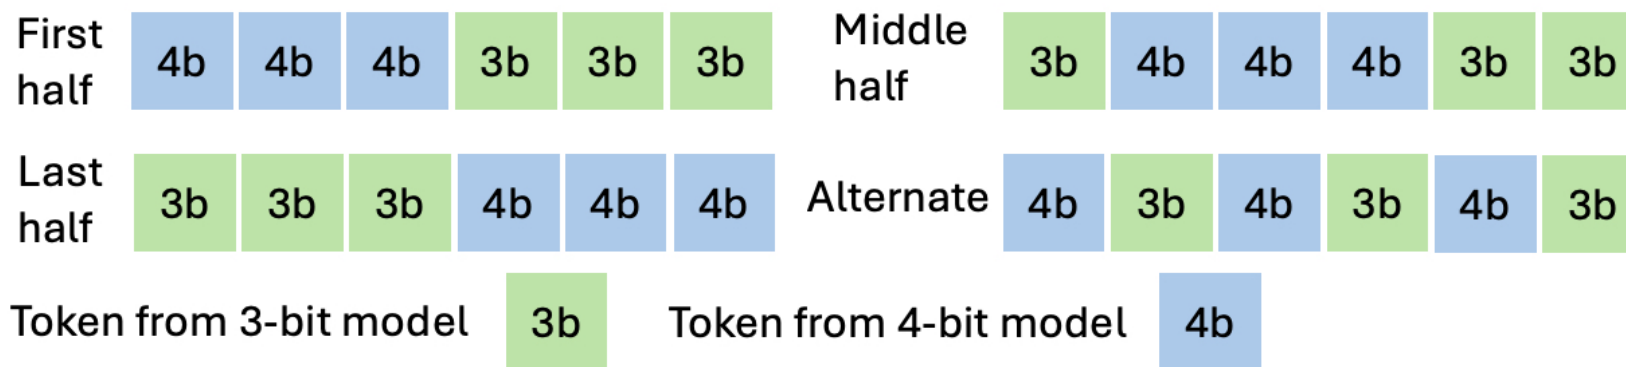 First
half
4b 4b 4b 3b 3b 3b
Middle
half
3b 4b 4b 4b 3b 3b
Last
half
3b 3b 3b 4b 4b 4b
Alternate
4b 3b 4b 3b 4b 3b
Token from 3-bit model 3b
Token from 4-bit model 4b